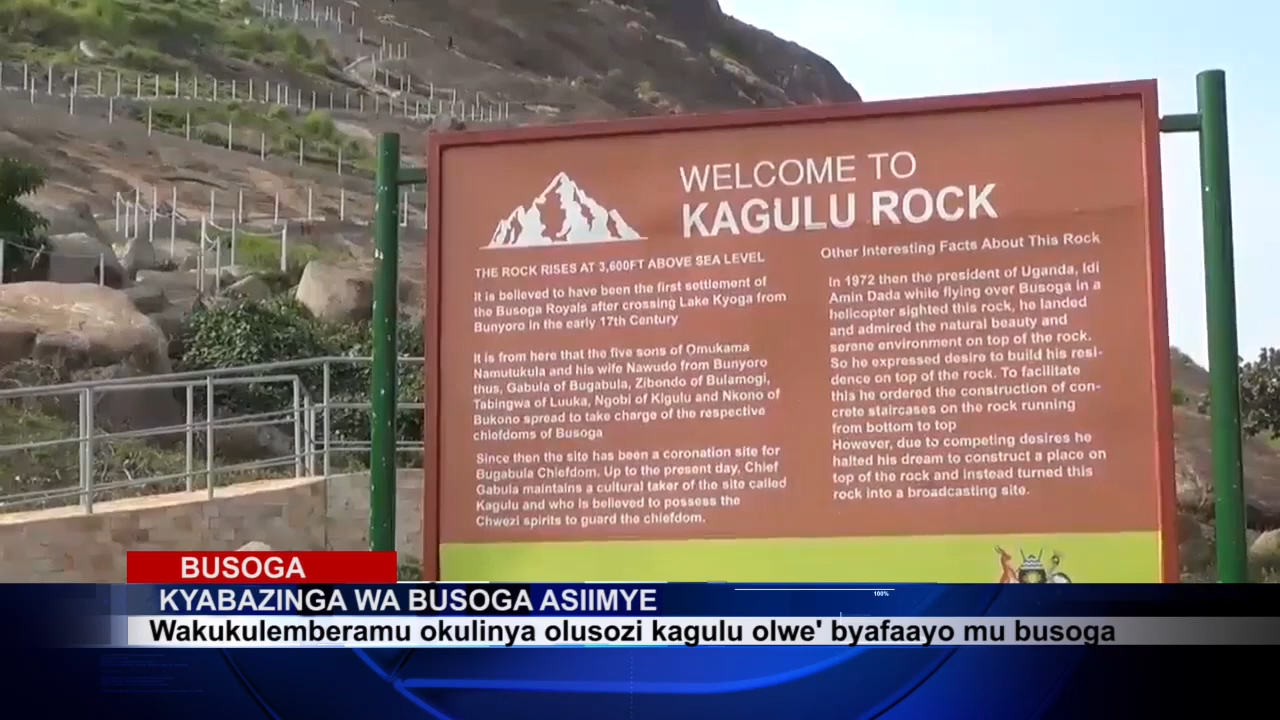 WELCOME TO
KAGULU ROCK
THE ROCK RISES AT 3,600FT ABOVE SEA LEVEL
It is believed to have been the first settlement of
the Busoga Royals after crossing Lake Kyoga from
Bunyoro in the early 17th Century
It is from here that the five sons of Omukama
Namutukula and his wife Nawudo from Bunyoro
thus, Gabula of Bugabula, Zibondo of Bulamogi,
Tabingwa of Luuka, Ngobi of Kigulu and Nkono of
Bukono spread to take charge of the respective
chiefdoms of Busoga
Since then the site has been a coronation site for
Bugabula Chiefdom. Up to the present day, Chief
Gabula maintains a cultural taker of the site called
Kagulu and who is believed to possess the
Chwezi spirits to guard the chiefdom.
Other Interesting Facts About This Rock
In 1972 then the president of Uganda, Idi
Amin Dada while flying over Busoga in a
helicopter sighted this rock, he landed
and admired the natural beauty and
serene environment on top of the rock.
So he expressed desire to build his resi-
dence on top of the rock. To facilitate
this he ordered the construction of con-
crete staircases on the rock running
from bottom to top
However, due to competing desires he
halted his dream to construct a place on
top of the rock and instead turned this
rock into a broadcasting site.
BUSOGA
KYABAZINGA WA BUSOGA ASIIMYE
100%
Wakukulemberamu okulinya olusozi kagulu olwe' byafaayo mu busoga